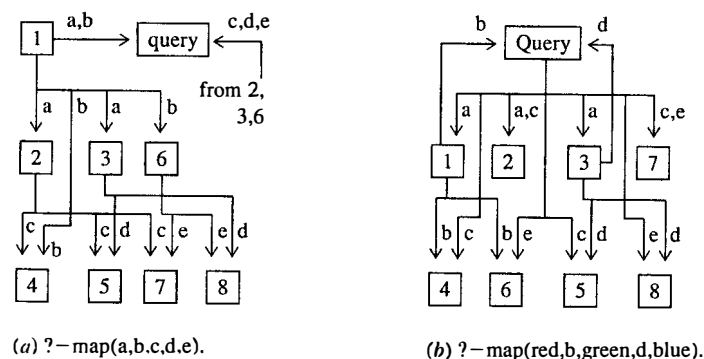 a,b
c,d,e
1
query
from 2,
3,6
a
b
a
b
2
3
6
c
b
c
d
c
e
e
d
4
5
7
8
(a) ?−map(a,b.c,d,e).
b
d
Query
a
a,c
a
c,e
1
2
3
7
b
c
b
e
c
d
e
d
4
6
5
8
(b) ?−map(red,b,green,d,blue).